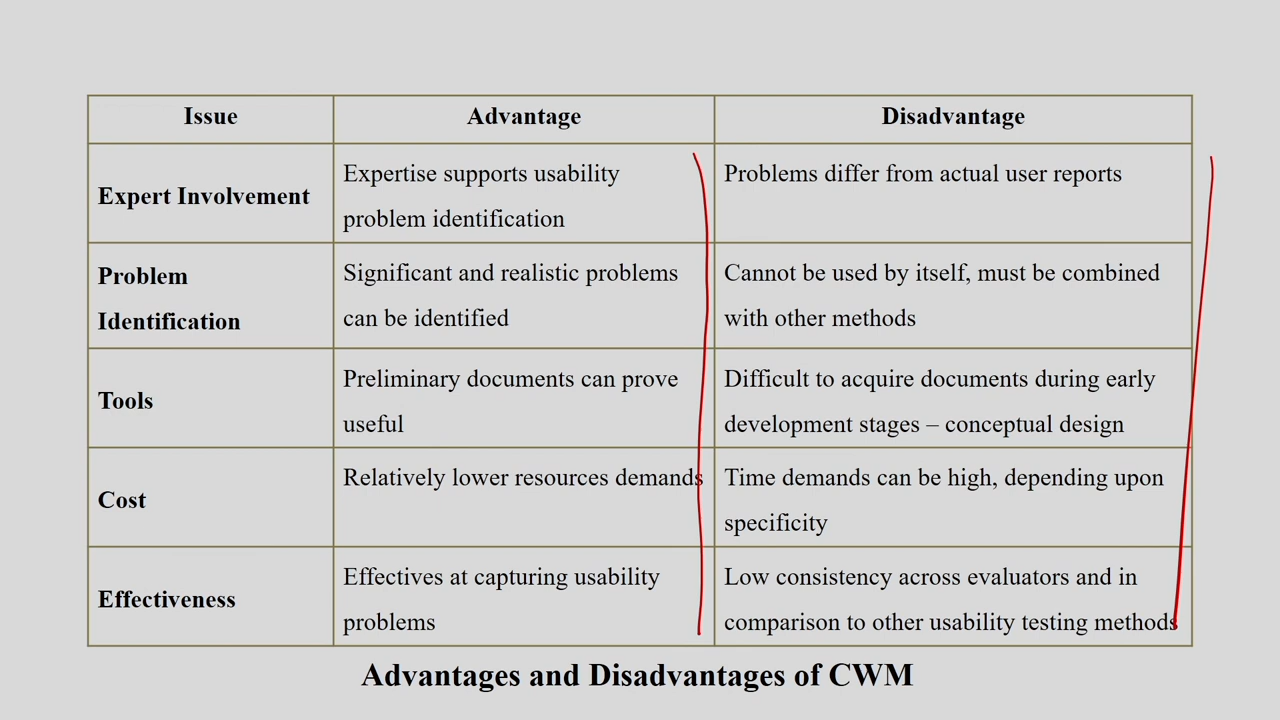 Issue Advantage Disadvantage
Expert Involvement
Expertise supports usability
problem identification
Problems differ from actual user reports
Problem
Identification
Significant and realistic problems
can be identified
Cannot be used by itself, must be combined
with other methods
Tools
Preliminary documents can prove
useful
Difficult to acquire documents during early
development stages – conceptual design
Cost
Relatively lower resources demands
Time demands can be high, depending upon
specificity
Effectiveness
Effectives at capturing usability
problems
Low consistency across evaluators and in
comparison to other usability testing methods
Advantages and Disadvantages of CWM